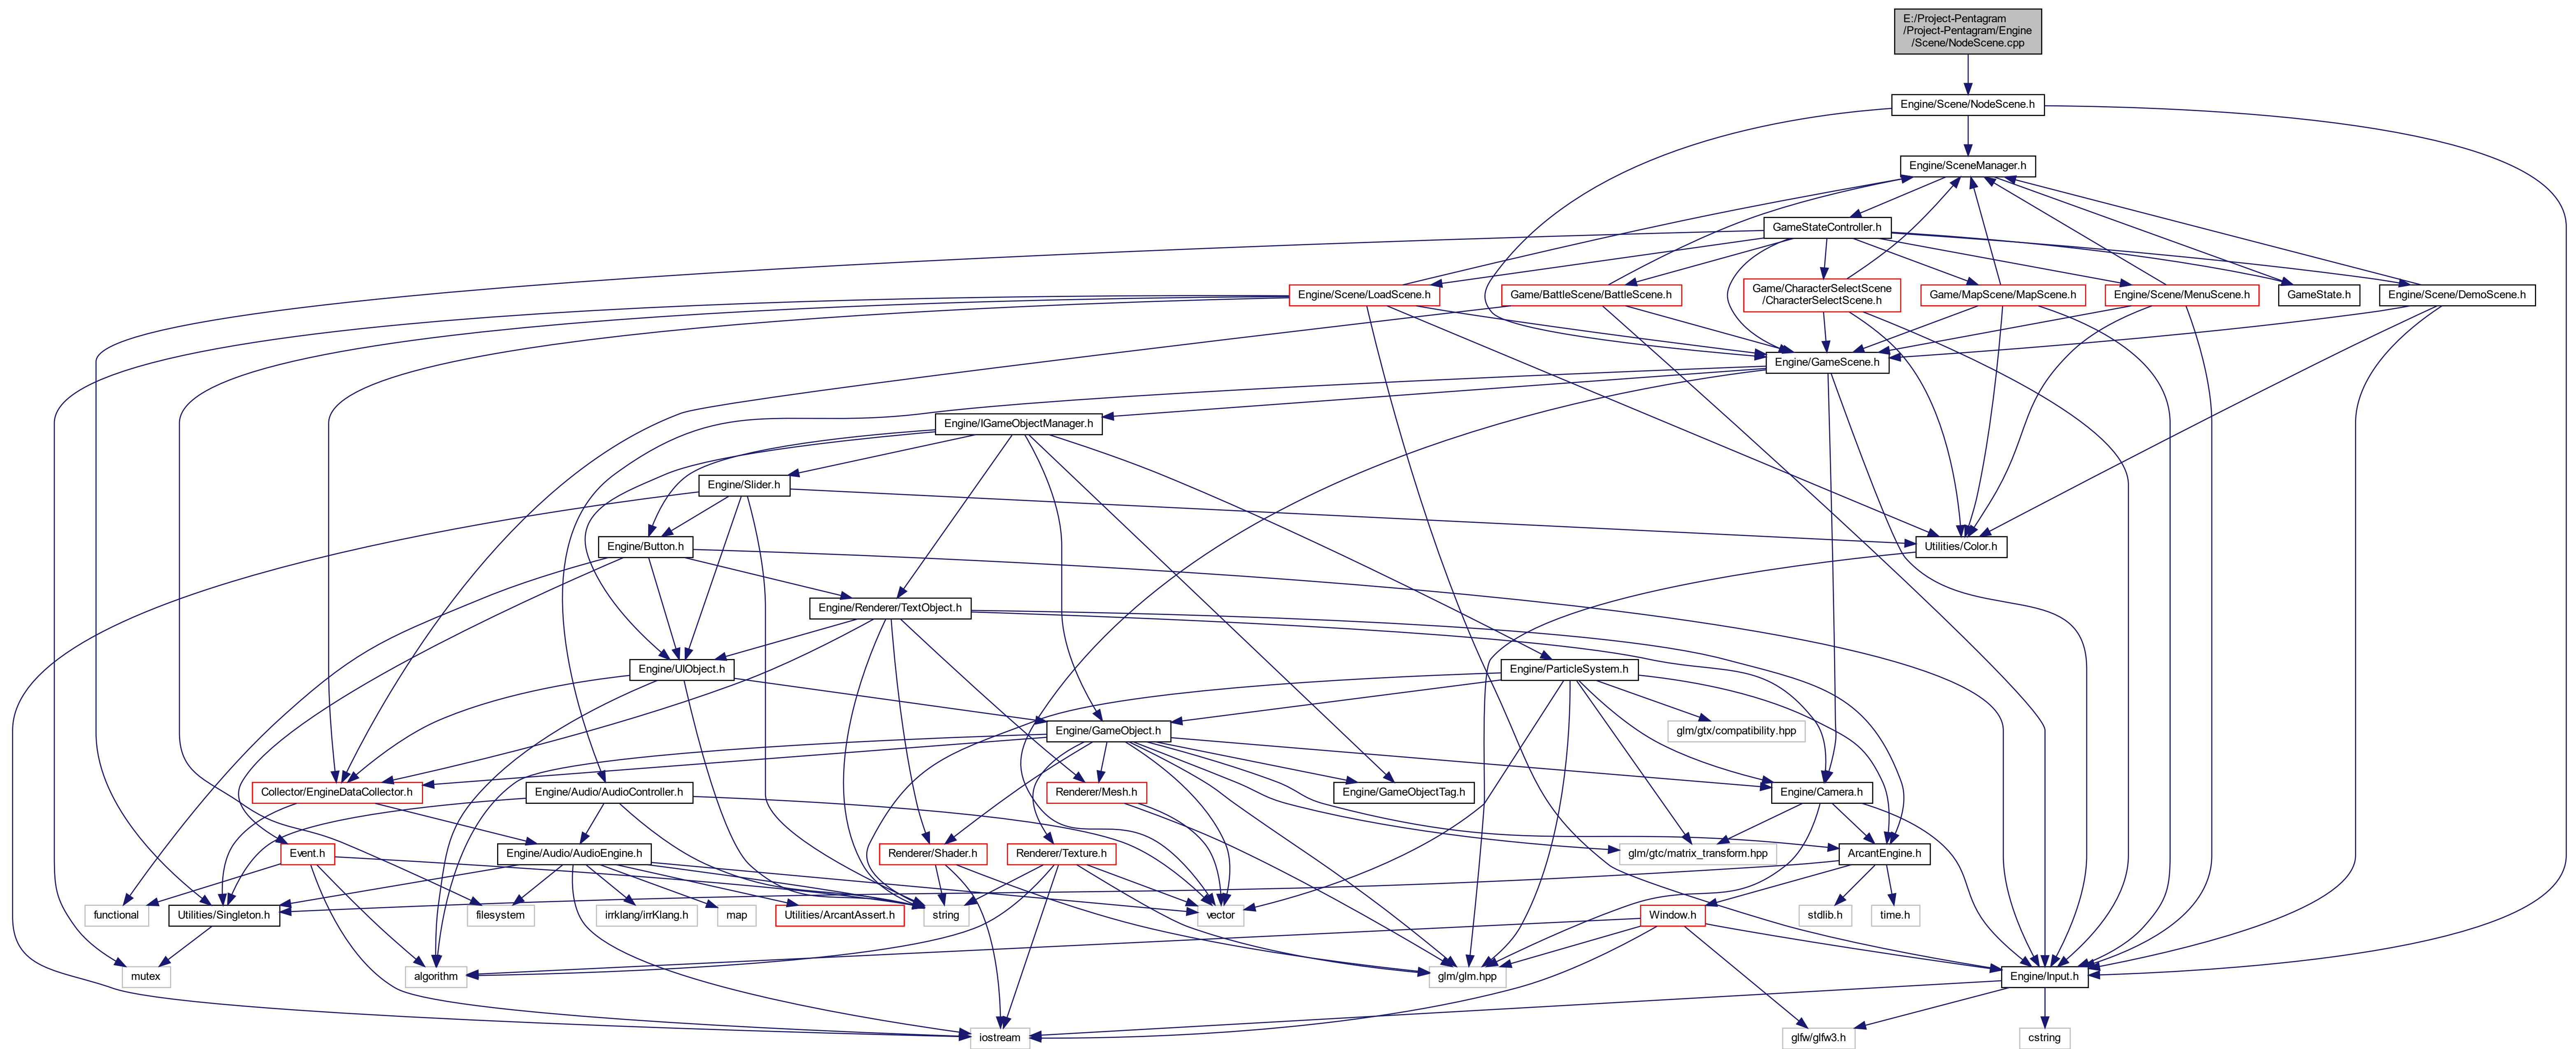 E:/Project-Pentagram
/Project-Pentagram/Engine
/Scene/NodeScene.cpp
Engine/Scene/NodeScene.h
Engine/SceneManager.h
GameStateController.h
Engine/Scene/LoadScene.h
Game/BattleScene/BattleScene.h
Game/CharacterSelectScene
/CharacterSelectScene.h
Game/MapScene/MapScene.h
Engine/Scene/MenuScene.h
GameState.h
Engine/Scene/DemoScene.h
Engine/GameScene.h
Engine/IGameObjectManager.h
Engine/Slider.h
Engine/Button.h
Utilities/Color.h
Engine/Renderer/TextObject.h
Engine/UIObject.h
Engine/ParticleSystem.h
Engine/GameObject.h
glm/gtx/compatibility.hpp
Collector/EngineDataCollector.h
Engine/Audio/AudioController.h
Renderer/Mesh.h
Engine/GameObjectTag.h
Engine/Camera.h
Event.h
Engine/Audio/AudioEngine.h
Renderer/Shader.h
Renderer/Texture.h
glm/gtc/matrix_transform.hpp
ArcantEngine.h
functional
Utilities/Singleton.h
filesystem
irrklang/irrKlang.h
map
Utilities/ArcantAssert.h
string
vector
Window.h
stdlib.h
time.h
mutex
algorithm
glm/glm.hpp
Engine/Input.h
iostream
glfw/glfw3.h
cstring